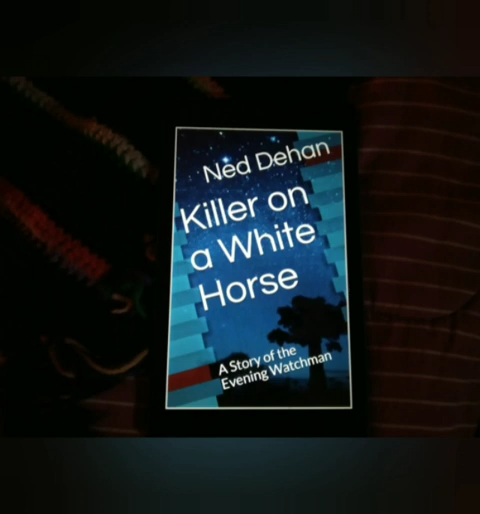 Ned Dehan
Killer on
a White
Horse
A Story of the
Evening Watchman